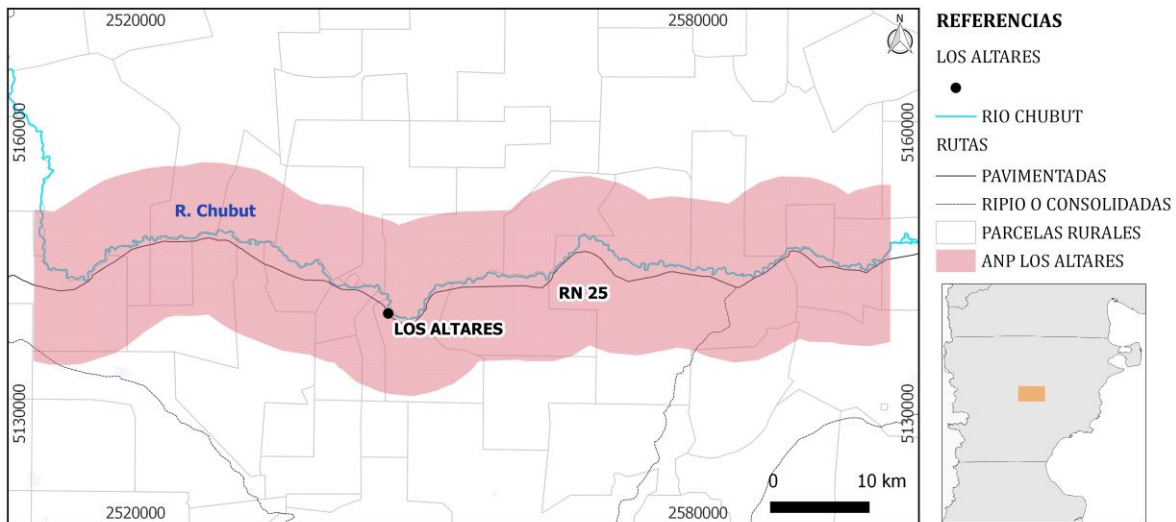 2520000
2580000
N
5160000
5160000
R. Chubut
RN 25
LOS ALTARES
5130000
5130000
0
10 km
2520000
2580000
REFERENCIAS
LOS ALTARES
RIO CHUBUT
RUTAS
PAVIMENTADAS
RIPIO O CONSOLIDADAS
PARCELAS RURALES
ANP LOS ALTARES